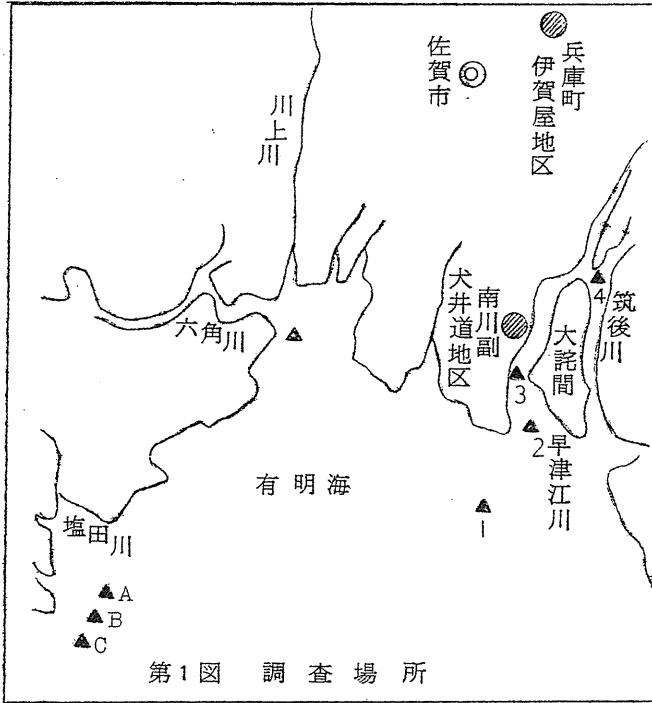 兵庫町
伊賀屋地区
佐賀市
川上川
六角川
犬井道地区
南川副
大詫間
筑後川
4
3
2
早津江川
1
有明海
塩田川
A
B
C
第1図 調査場所